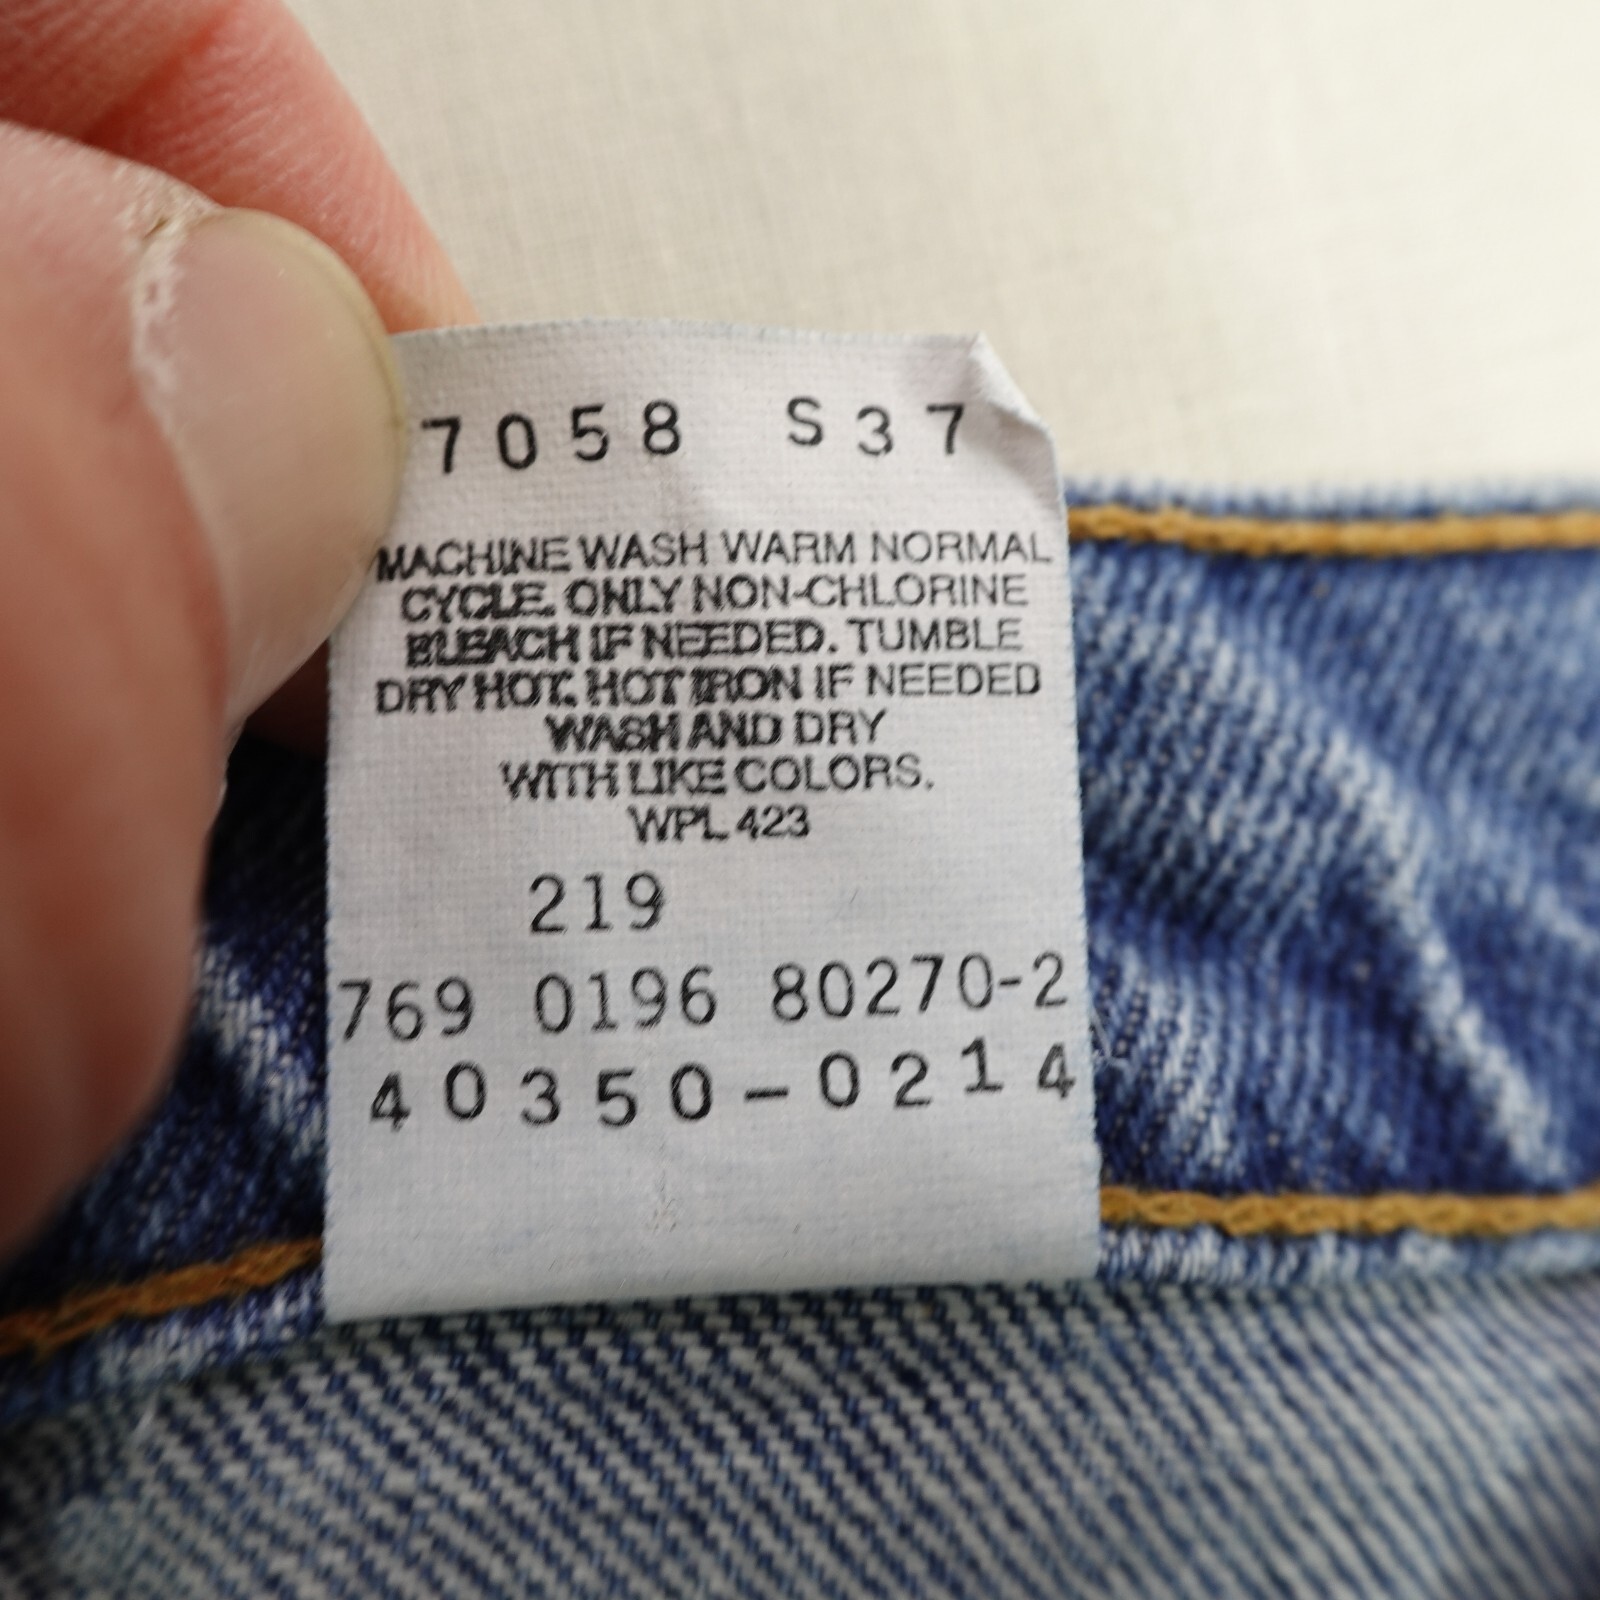 7058 S37
MACHINE WASH WARM NORMAL
CYCLE. ONLY NON-CHLORINE
BLEACH IF NEEDED. TUMBLE
DRY HOT. HOT IRON IF NEEDED
WASH AND DRY
WITH LIKE COLORS.
WPL 423
219
769 0196 80270-2
40350-0214